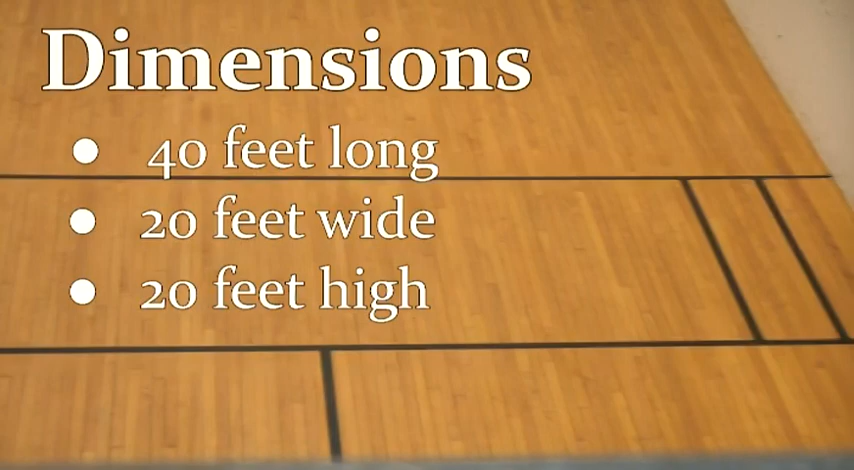 Dimensions
● 40 feet long
● 20 feet wide
● 20 feet high